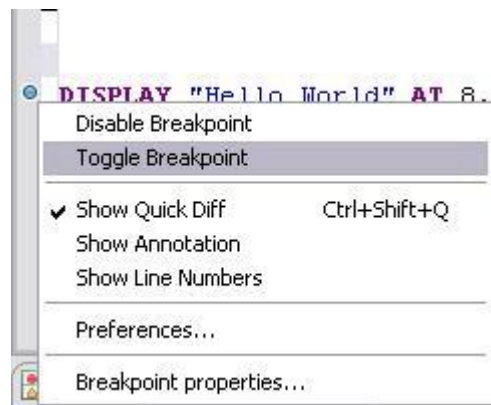 DISPLAY "Hello World" AT 8.
Disable Breakpoint
Toggle Breakpoint
Show Quick Diff Ctrl+Shift+Q
Show Annotation
Show Line Numbers
Preferences...
Breakpoint properties...